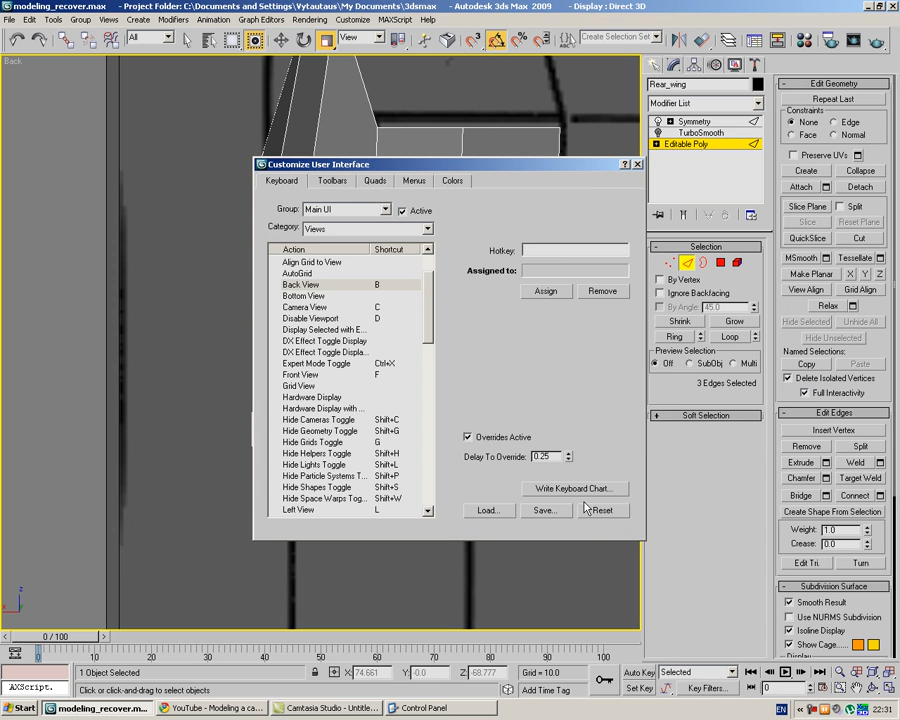 modeling_recover.max - Project Folder: C:\Documents and Settings\Vytautas\My Documents\3dsmax - Autodesk 3ds Max 2009 - Display : Direct 3D
File Edit Tools Group Views Create Modifiers Animation Graph Editors Rendering Customize MAXScript Help
All
View
Create Selection Set
Back
Customize User Interface
Keyboard Toolbars Quads Menus Colors
Group: Main UI Active
Category: Views
Action Shortcut
Align Grid to View
AutoGrid
Back View B
Bottom View
Camera View C
Disable Viewport D
Display Selected with E...
DX Effect Toggle Display
DX Effect Toggle Displa...
Expert Mode Toggle Ctrl+X
Front View F
Grid View
Hardware Display
Hardware Display with ...
Hide Cameras Toggle Shift+C
Hide Geometry Toggle Shift+G
Hide Grids Toggle G
Hide Helpers Toggle Shift+H
Hide Lights Toggle Shift+L
Hide Particle Systems T... Shift+P
Hide Shapes Toggle Shift+S
Hide Space Warps Tog... Shift+W
Left View L
Hotkey:
Assigned to:
Assign Remove
Overrides Active
Delay To Override: 0.25
Write Keyboard Chart...
Load... Save... Reset
Rear_wing
Modifier List
Symmetry
TurboSmooth
Editable Poly
Selection
By Vertex
Ignore Backfacing
By Angle: 45.0
Shrink Grow
Ring Loop
Preview Selection
Off SubObj Multi
3 Edges Selected
Soft Selection
Edit Geometry
Repeat Last
Constraints
None Edge
Face Normal
Preserve UVs
Create Collapse
Attach Detach
Slice Plane Split
Slice Reset Plane
QuickSlice Cut
MSmooth Tessellate
Make Planar X Y Z
View Align Grid Align
Relax
Hide Selected Unhide All
Hide Unselected
Named Selections:
Copy Paste
Delete Isolated Vertices
Full Interactivity
Edit Edges
Insert Vertex
Remove Split
Extrude Weld
Chamfer Target Weld
Bridge Connect
Create Shape From Selection
Weight: 1.0
Crease: 0.0
Edit Tri. Turn
Subdivision Surface
Smooth Result
Use NURMS Subdivision
Isoline Display
Show Cage......
z
x
0 / 100
0 10 20 30 40 50 60 70 80 90 100
1 Object Selected X: 74.661 Y: -0.0 Z: -68.777 Grid = 10.0 Auto Key Selected
AXScript. Click or click-and-drag to select objects Add Time Tag Set Key Key Filters... 0
Start modeling_recover.m... YouTube - Modeling a ca... Camtasia Studio - Untitle... Control Panel EN 22:31